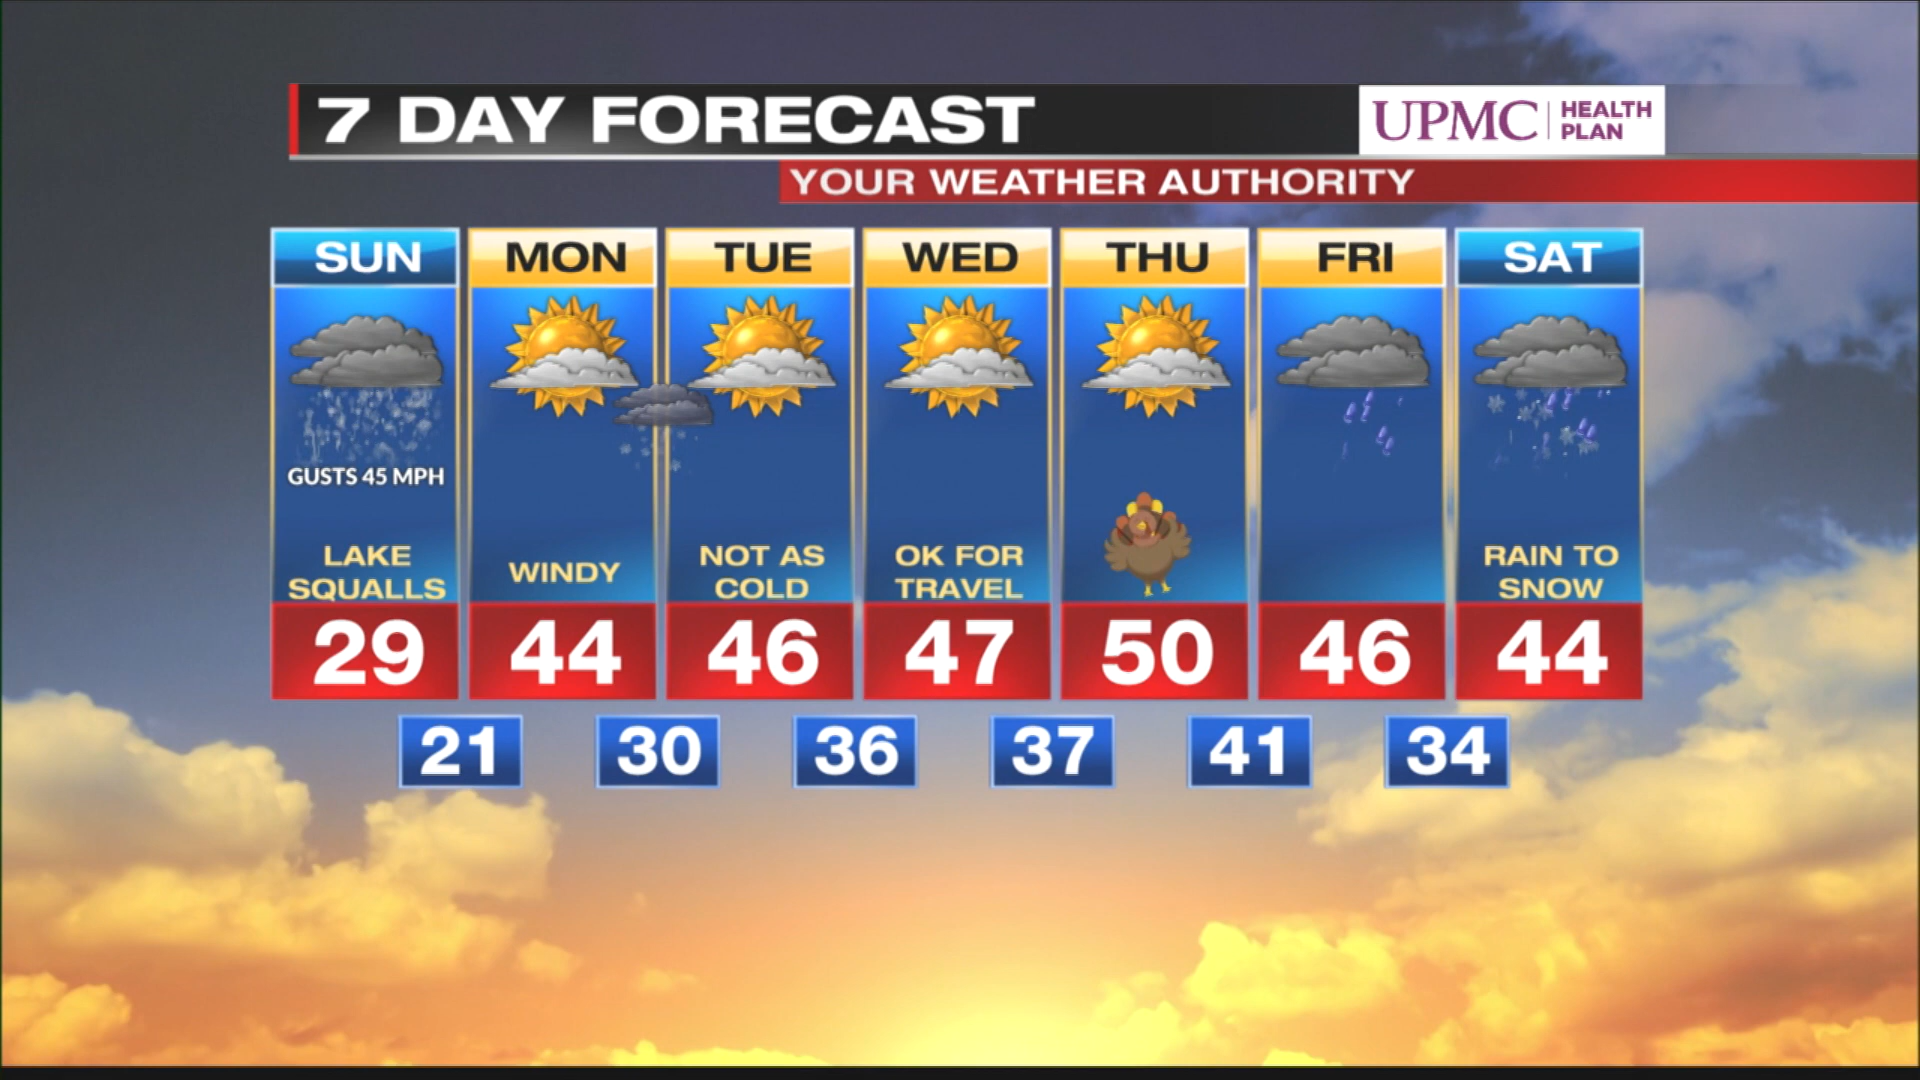 7 DAY FORECAST
UPMC HEALTH PLAN
YOUR WEATHER AUTHORITY
SUN MON TUE WED THU FRI SAT
GUSTS 45 MPH
LAKE SQUALLS
WINDY
NOT AS COLD
OK FOR TRAVEL
RAIN TO SNOW
29 44 46 47 50 46 44
21 30 36 37 41 34